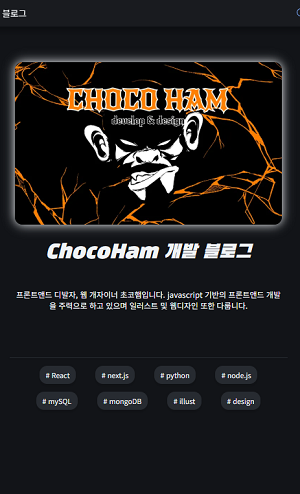 블로그
CHOCO HAM
develop & design
ChocoHam 개발 블로그
프론트앤드 디발자, 웹 개자이너 초코햄입니다. javascript 기반의 프론트앤드 개발
을 주력으로 하고 있으며 일러스트 및 웹디자인 또한 다룹니다.
# React # next.js # python # node.js
# mySQL # mongoDB # illust # design